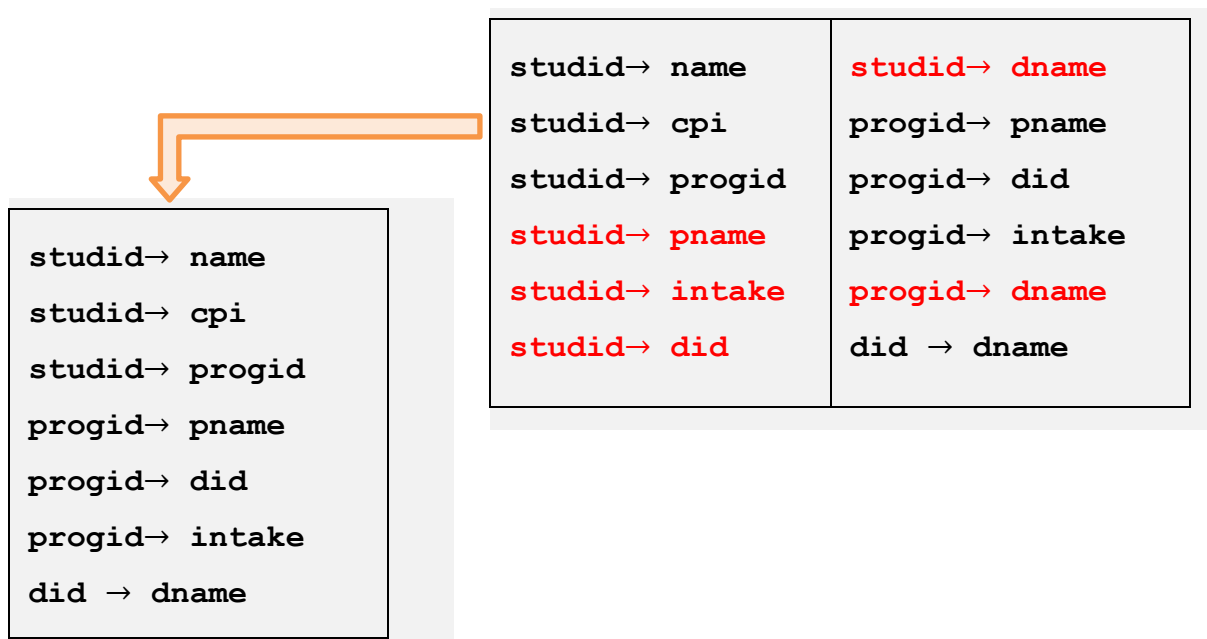 studid→ name
studid→ cpi
studid→ progid
studid→ pname
studid→ intake
studid→ did
studid→ dname
progid→ pname
progid→ did
progid→ intake
progid→ dname
did → dname
studid→ name
studid→ cpi
studid→ progid
progid→ pname
progid→ did
progid→ intake
did → dname